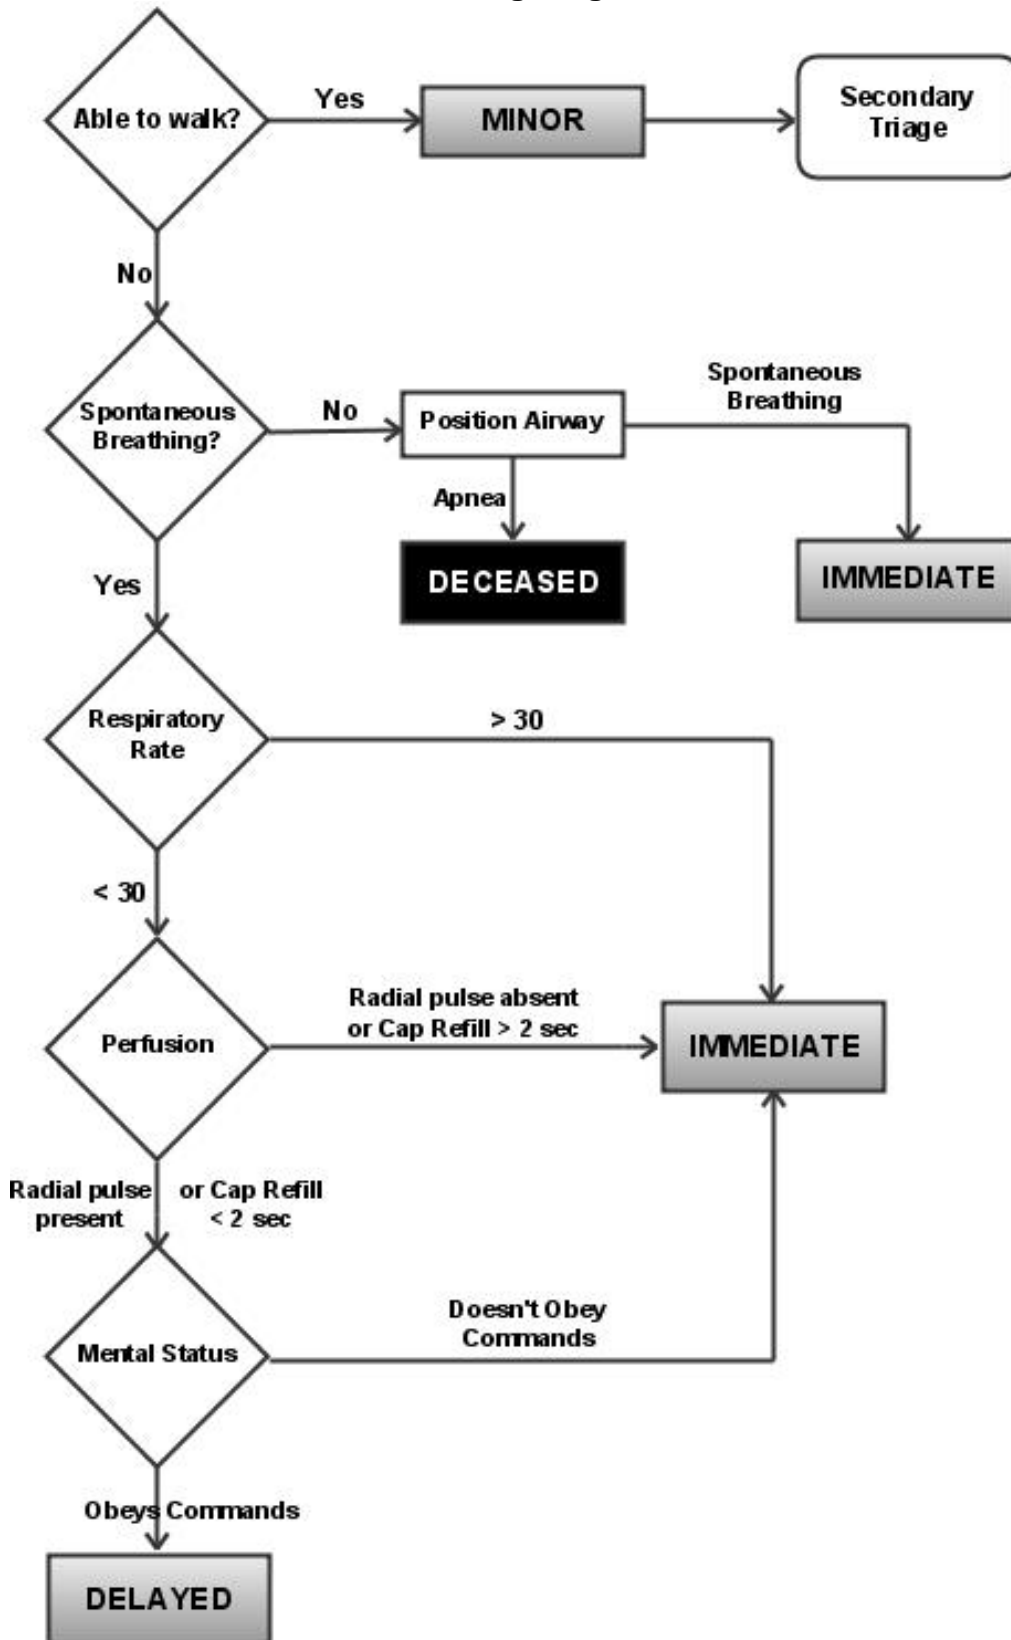 Able to walk?
Yes
MINOR
Secondary
Triage
No
Spontaneous
Breathing?
No
Position Airway
Spontaneous
Breathing
Apnea
DECEASED
IMMEDIATE
Yes
Respiratory
Rate
> 30
< 30
Perfusion
Radial pulse absent
or Cap Refill > 2 sec
IMMEDIATE
Radial pulse
present
or Cap Refill
< 2 sec
Mental Status
Doesn't Obey
Commands
Obeys Commands
DELAYED